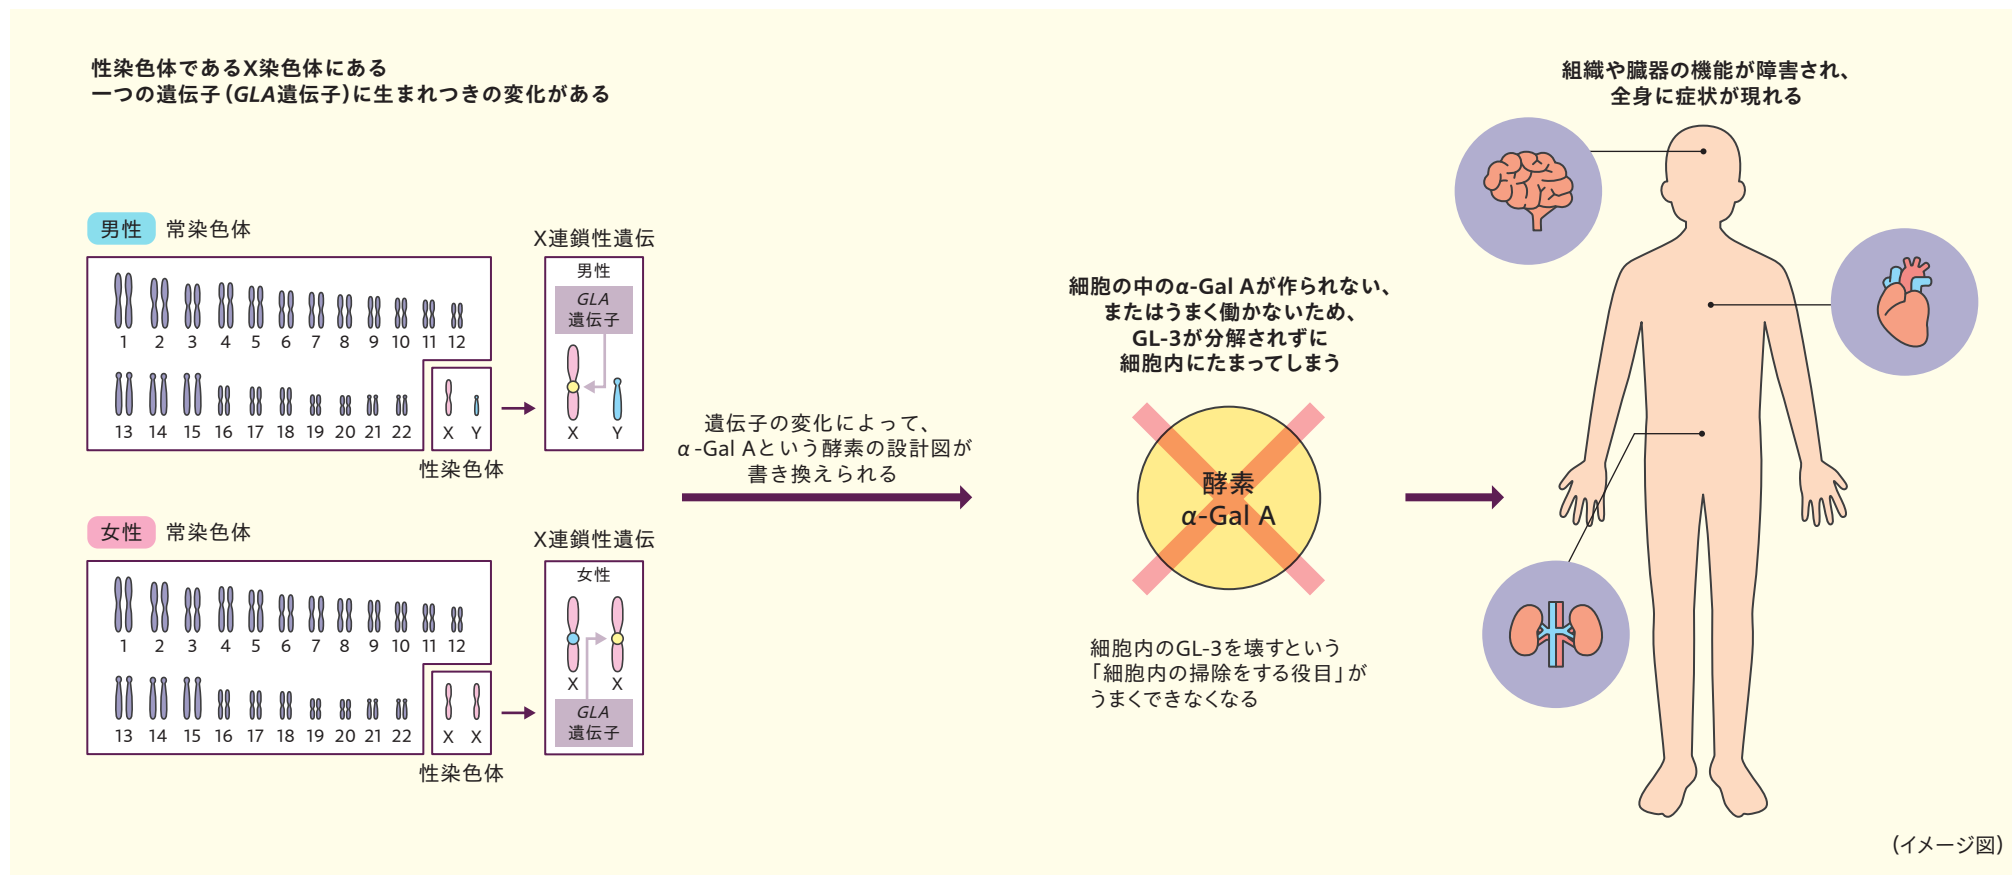 性染色体であるX染色体にある
一つの遺伝子（GLA遺伝子）に生まれつきの変化がある
男性 常染色体
1 2 3 4 5 6 7 8 9 10 11 12
13 14 15 16 17 18 19 20 21 22 X Y
性染色体
X連鎖性遺伝
男性
GLA
遺伝子
X Y
女性 常染色体
1 2 3 4 5 6 7 8 9 10 11 12
13 14 15 16 17 18 19 20 21 22 X X
性染色体
X連鎖性遺伝
女性
X X
GLA
遺伝子
遺伝子の変化によって、
α-Gal Aという酵素の設計図が
書き換えられる
細胞の中のα-Gal Aが作られない、
またはうまく働かないため、
GL-3が分解されずに
細胞内にたまってしまう
酵素
α-Gal A
細胞内のGL-3を壊すという
「細胞内の掃除をする役目」が
うまくできなくなる
組織や臓器の機能が障害され、
全身に症状が現れる
(イメージ図)